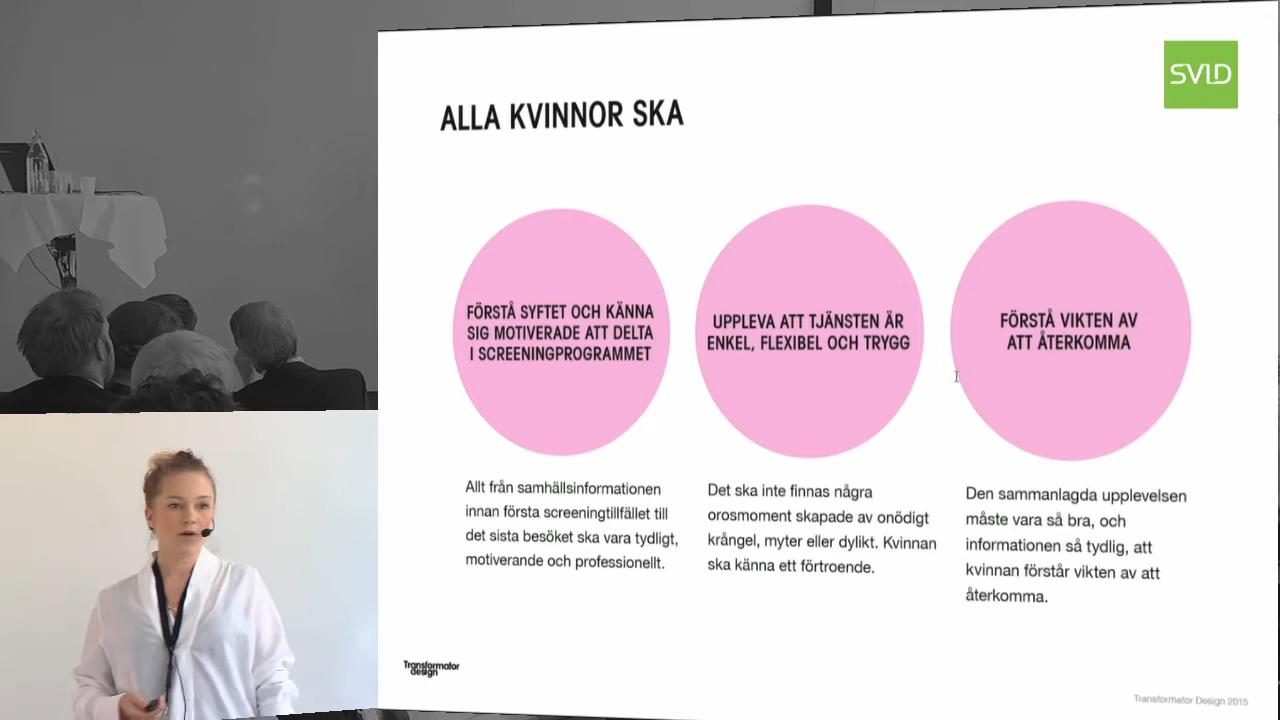 SVID
ALLA KVINNOR SKA
FÖRSTÅ SYFTET OCH KÄNNA
SIG MOTIVERADE ATT DELTA
I SCREENINGPROGRAMMET
UPPLEVA ATT TJÄNSTEN ÄR
ENKEL, FLEXIBEL OCH TRYGG
FÖRSTÅ VIKTEN AV
ATT ÅTERKOMMA
Allt från samhällsinformationen
innan första screeningtillfället till
det sista besöket ska vara tydligt,
motiverande och professionellt.
Det ska inte finnas några
orosmoment skapade av onödigt
krångel, myter eller dylikt. Kvinnan
ska känna ett förtroende.
Den sammanlagda upplevelsen
måste vara så bra, och
informationen så tydlig, att
kvinnan förstår vikten av att
återkomma.
Transformator
design
Transformator Design 2015